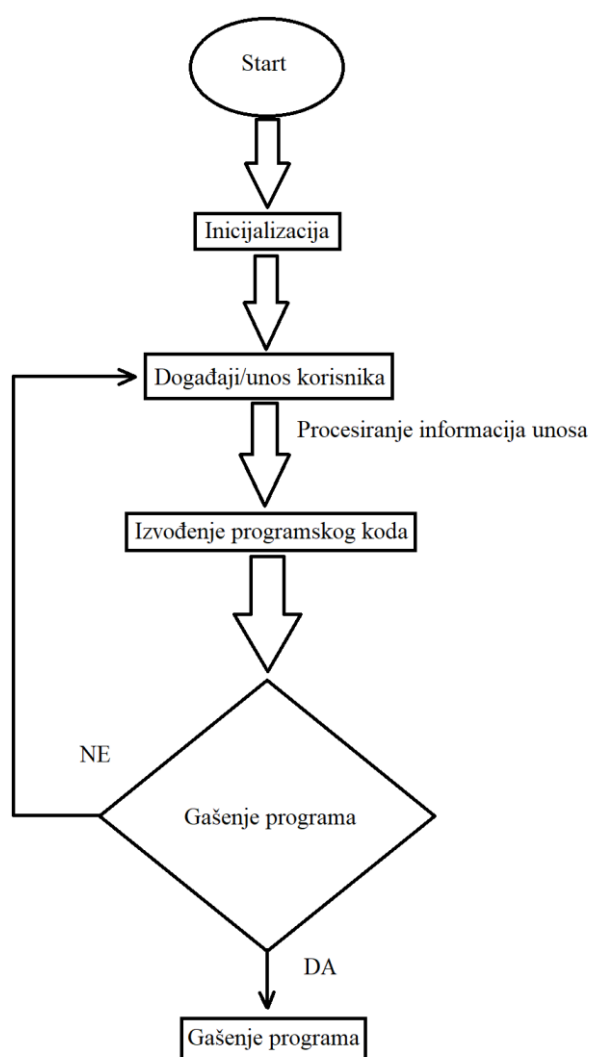 Start
Inicijalizacija
Događaji/unos korisnika
Procesiranje informacija unosa
Izvođenje programskog koda
NE
Gašenje programa
DA
Gašenje programa